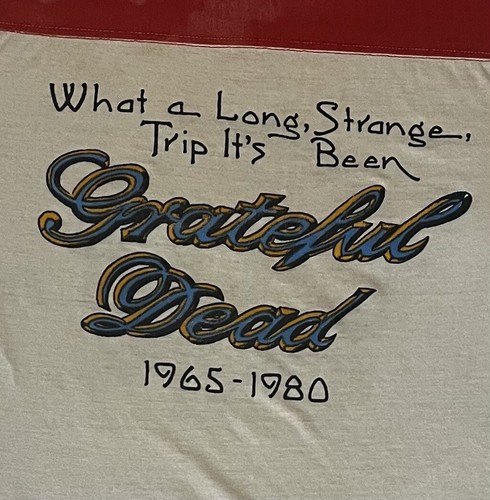 What a Long, Strange,
Trip It's Been
Grateful
Dead
1965-1980